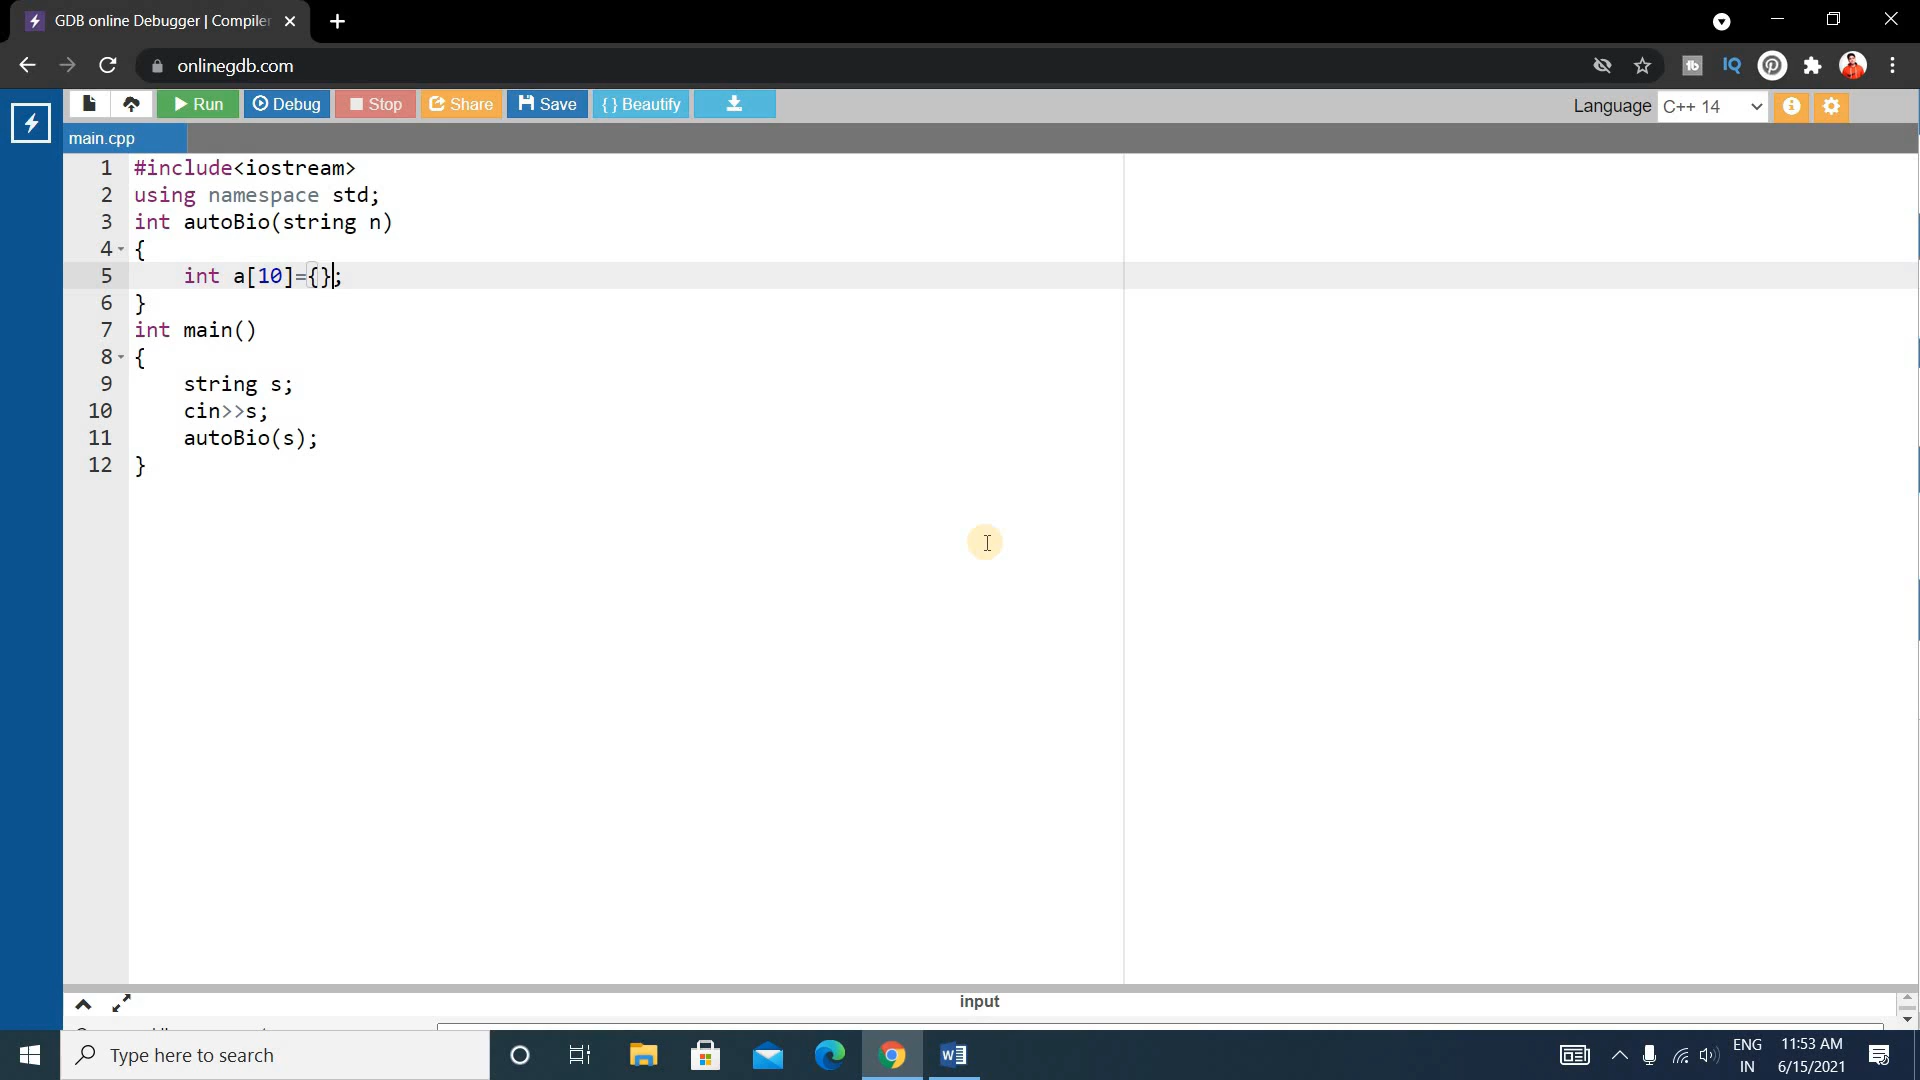 GDB online Debugger | Compiler
onlinegdb.com
Run
Debug
Stop
Share
Save
{ } Beautify
Language
C++ 14
main.cpp
1 #include<iostream>
2 using namespace std;
3 int autoBio(string n)
4 {
5 int a[10]={};
6 }
7 int main()
8 {
9 string s;
10 cin>>s;
11 autoBio(s);
12 }
input
Type here to search
ENG
IN
11:53 AM
6/15/2021